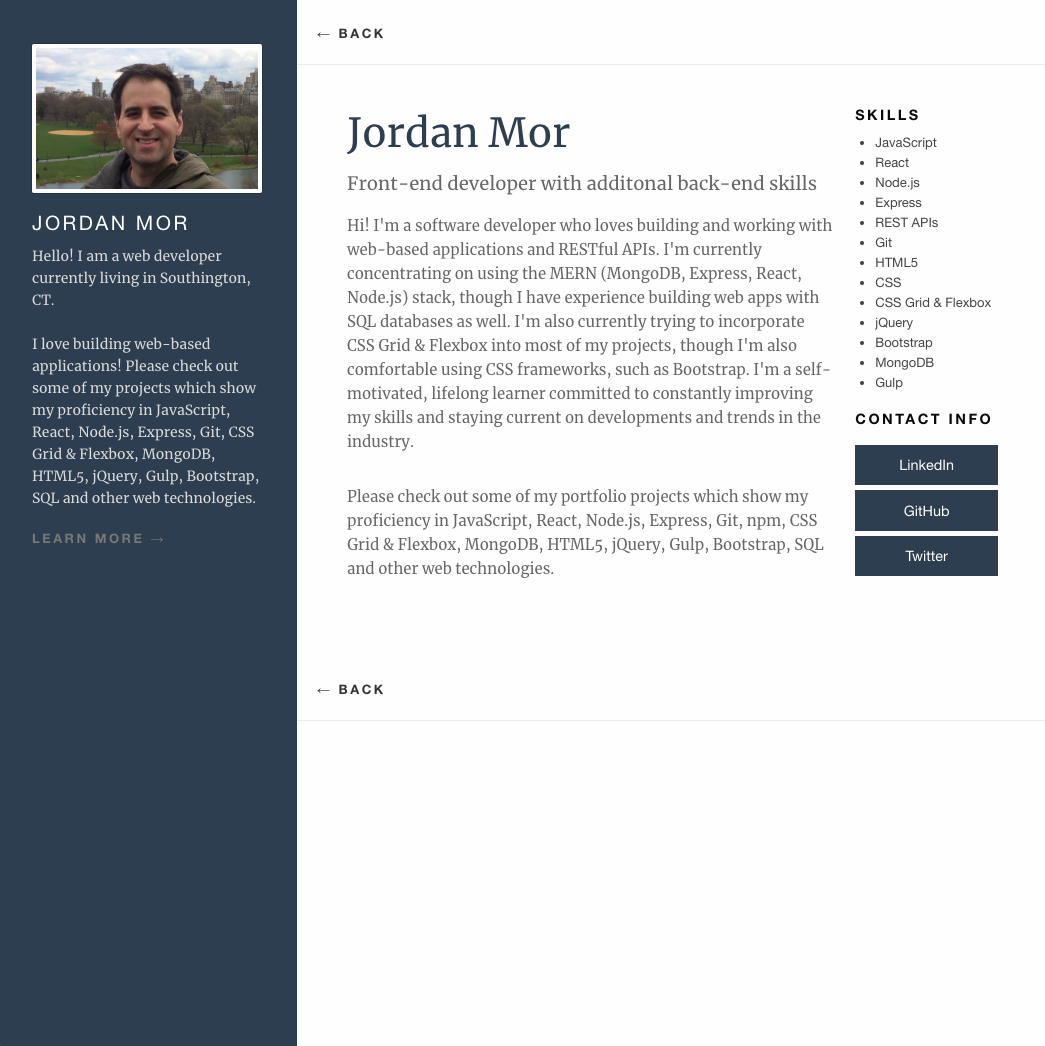 JORDAN MOR
Hello! I am a web developer
currently living in Southington,
CT.
I love building web-based
applications! Please check out
some of my projects which show
my proficiency in JavaScript,
React, Node.js, Express, Git, CSS
Grid & Flexbox, MongoDB,
HTML5, jQuery, Gulp, Bootstrap,
SQL and other web technologies.
LEARN MORE →
← BACK
Jordan Mor
Front-end developer with additonal back-end skills
Hi! I'm a software developer who loves building and working with
web-based applications and RESTful APIs. I'm currently
concentrating on using the MERN (MongoDB, Express, React,
Node.js) stack, though I have experience building web apps with
SQL databases as well. I'm also currently trying to incorporate
CSS Grid & Flexbox into most of my projects, though I'm also
comfortable using CSS frameworks, such as Bootstrap. I'm a self-
motivated, lifelong learner committed to constantly improving
my skills and staying current on developments and trends in the
industry.
Please check out some of my portfolio projects which show my
proficiency in JavaScript, React, Node.js, Express, Git, npm, CSS
Grid & Flexbox, MongoDB, HTML5, jQuery, Gulp, Bootstrap, SQL
and other web technologies.
SKILLS
• JavaScript
• React
• Node.js
• Express
• REST APIs
• Git
• HTML5
• CSS
• CSS Grid & Flexbox
• jQuery
• Bootstrap
• MongoDB
• Gulp
CONTACT INFO
LinkedIn
GitHub
Twitter
← BACK